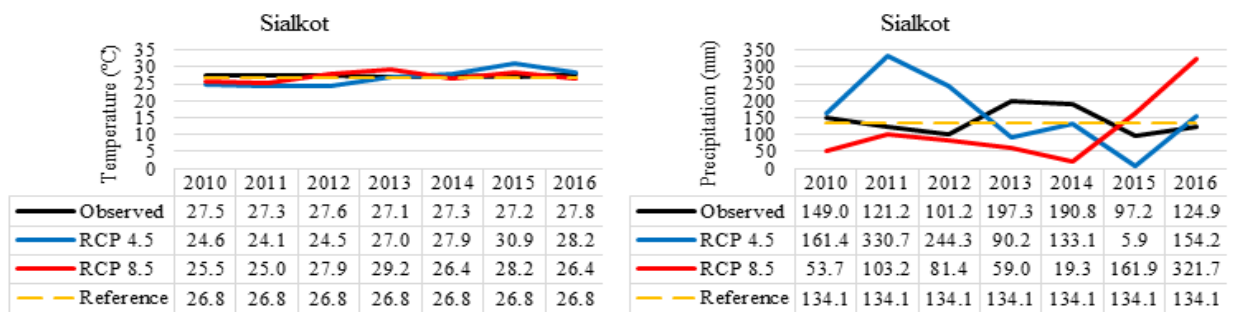 Sialkot
Temperature (°C)
35
30
25
20
15
10
5
0
2010 2011 2012 2013 2014 2015 2016
Observed 27.5 27.3 27.6 27.1 27.3 27.2 27.8
RCP 4.5 24.6 24.1 24.5 27.0 27.9 30.9 28.2
RCP 8.5 25.5 25.0 27.9 29.2 26.4 28.2 26.4
Reference 26.8 26.8 26.8 26.8 26.8 26.8 26.8
Sialkot
Precipitation (mm)
350
300
250
200
150
100
50
0
2010 2011 2012 2013 2014 2015 2016
Observed 149.0 121.2 101.2 197.3 190.8 97.2 124.9
RCP 4.5 161.4 330.7 244.3 90.2 133.1 5.9 154.2
RCP 8.5 53.7 103.2 81.4 59.0 19.3 161.9 321.7
Reference 134.1 134.1 134.1 134.1 134.1 134.1 134.1